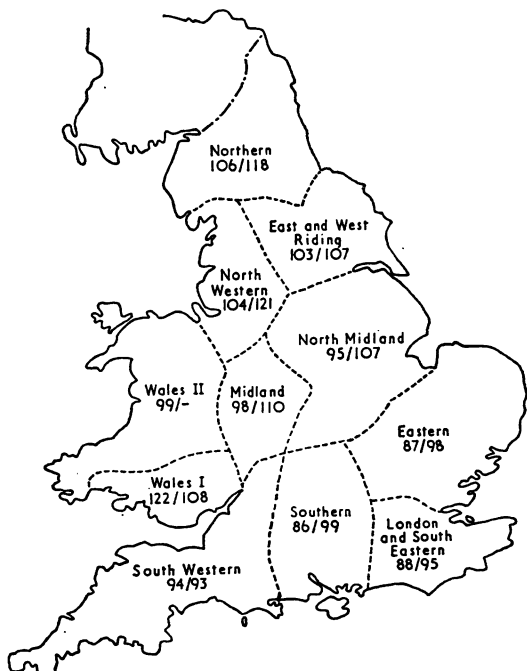 Northern
106/118
East and West
Riding
103/107
North
Western
104/121
North Midland
95/107
Wales II
99/-
Midland
98/110
Eastern
87/98
Wales I
122/108
Southern
86/99
London
and South
Eastern
88/95
South Western
94/93